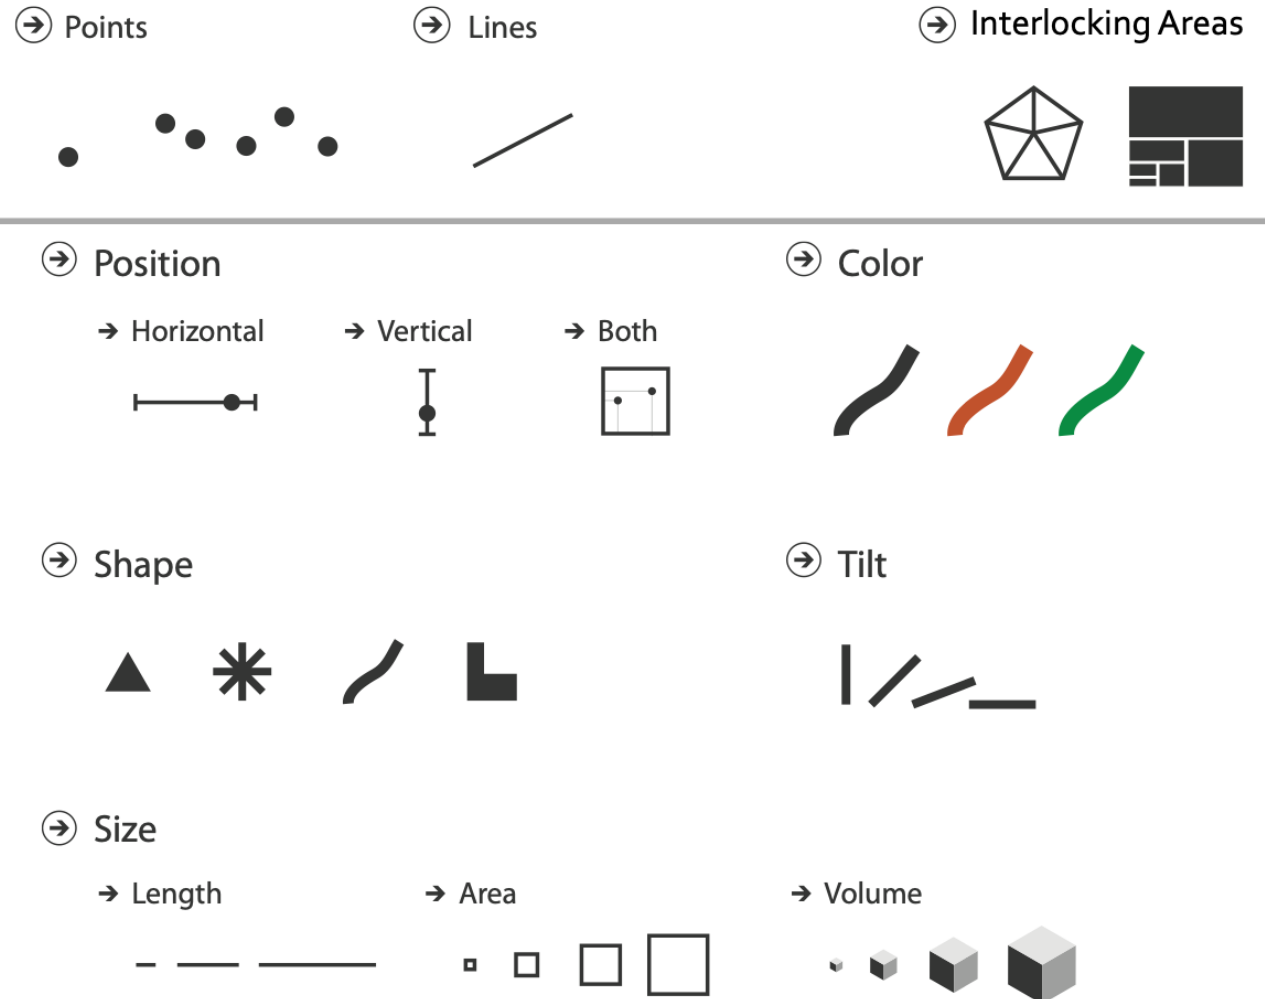 Points
Lines
Interlocking Areas
Position
Color
Horizontal
Vertical
Both
Shape
Tilt
Size
Length
Area
Volume